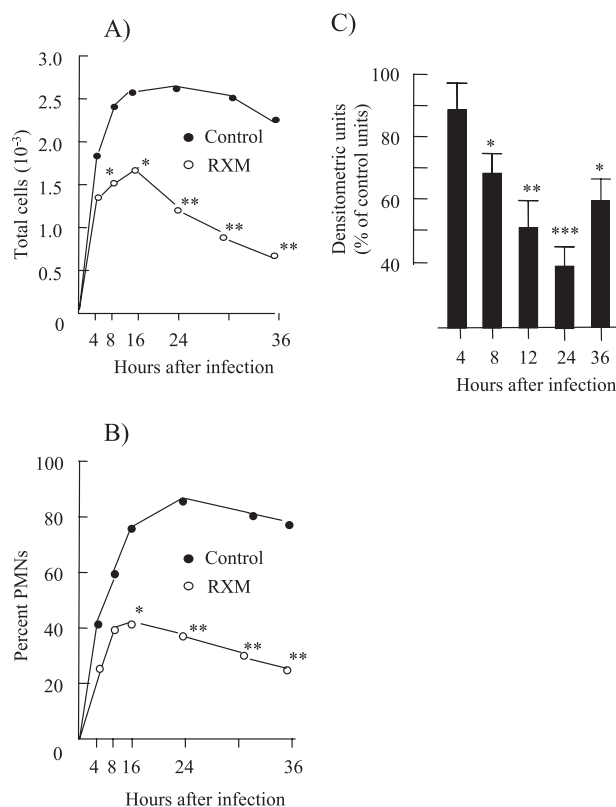 A)
3.0
2.5
2.0
1.5
1.0
0.5
0
Total cells (10⁻³)
Control
RXM
*
*
**
**
**
4 8 16 24 36
Hours after infection
B)
100
80
60
40
20
0
Percent PMNs
Control
RXM
*
**
**
**
4 8 16 24 36
Hours after infection
C)
100
80
60
40
Densitometric units
(% of control units)
*
**
***
*
4 8 12 24 36
Hours after infection